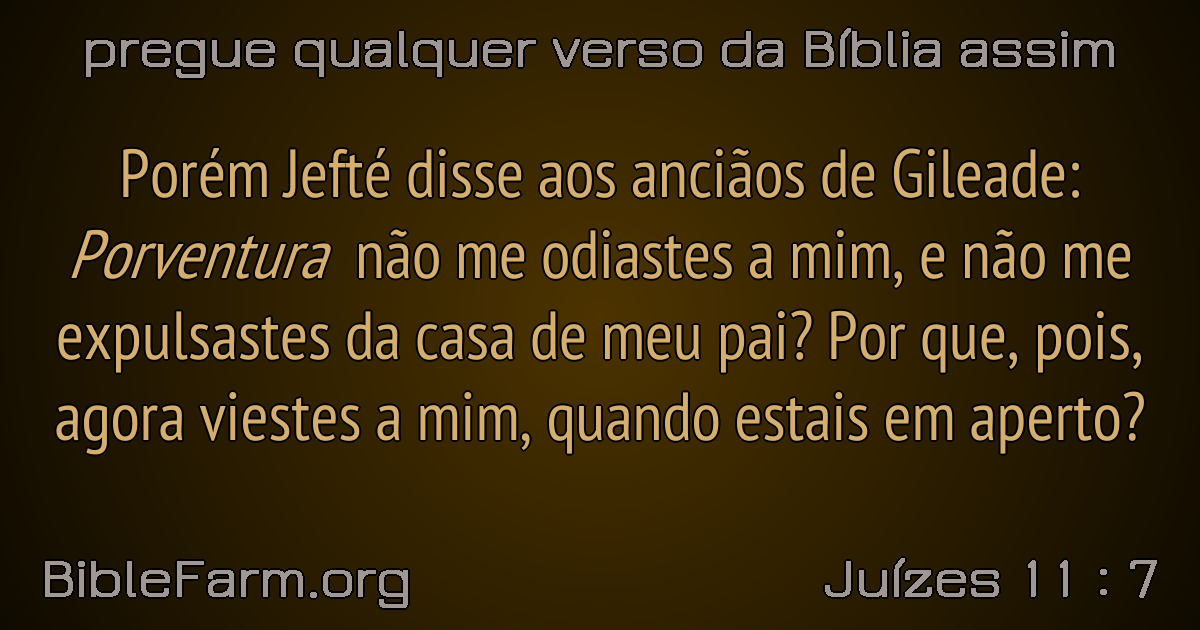 pregue qualquer verso da Bíblia assim
Porém Jefté disse aos anciãos de Gileade:
Porventura não me odiastes a mim, e não me
expulsastes da casa de meu pai? Por que, pois,
agora viestes a mim, quando estais em aperto?
BibleFarm.org
Juízes 11 : 7